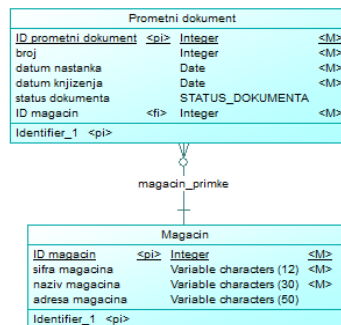 Prometni dokument
ID prometni dokument <pi> Integer <M>
broj Integer <M>
datum nastanka Date <M>
datum knjizenja Date <M>
status dokumenta STATUS_DOKUMENTA
ID magacin <fi> Integer <M>
Identifier_1 <pi>
magacin_primke
Magacin
ID magacin <pi> Integer <M>
sifra magacina Variable characters (12) <M>
naziv magacina Variable characters (30) <M>
adresa magacina Variable characters (50)
Identifier_1 <pi>